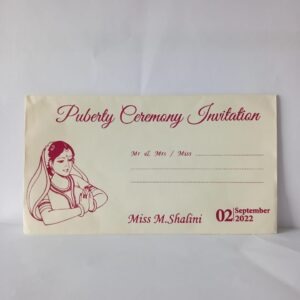 Puberty Ceremony Invitation
Mr & Mrs / Miss
Miss M.Shalini
02 September
2022